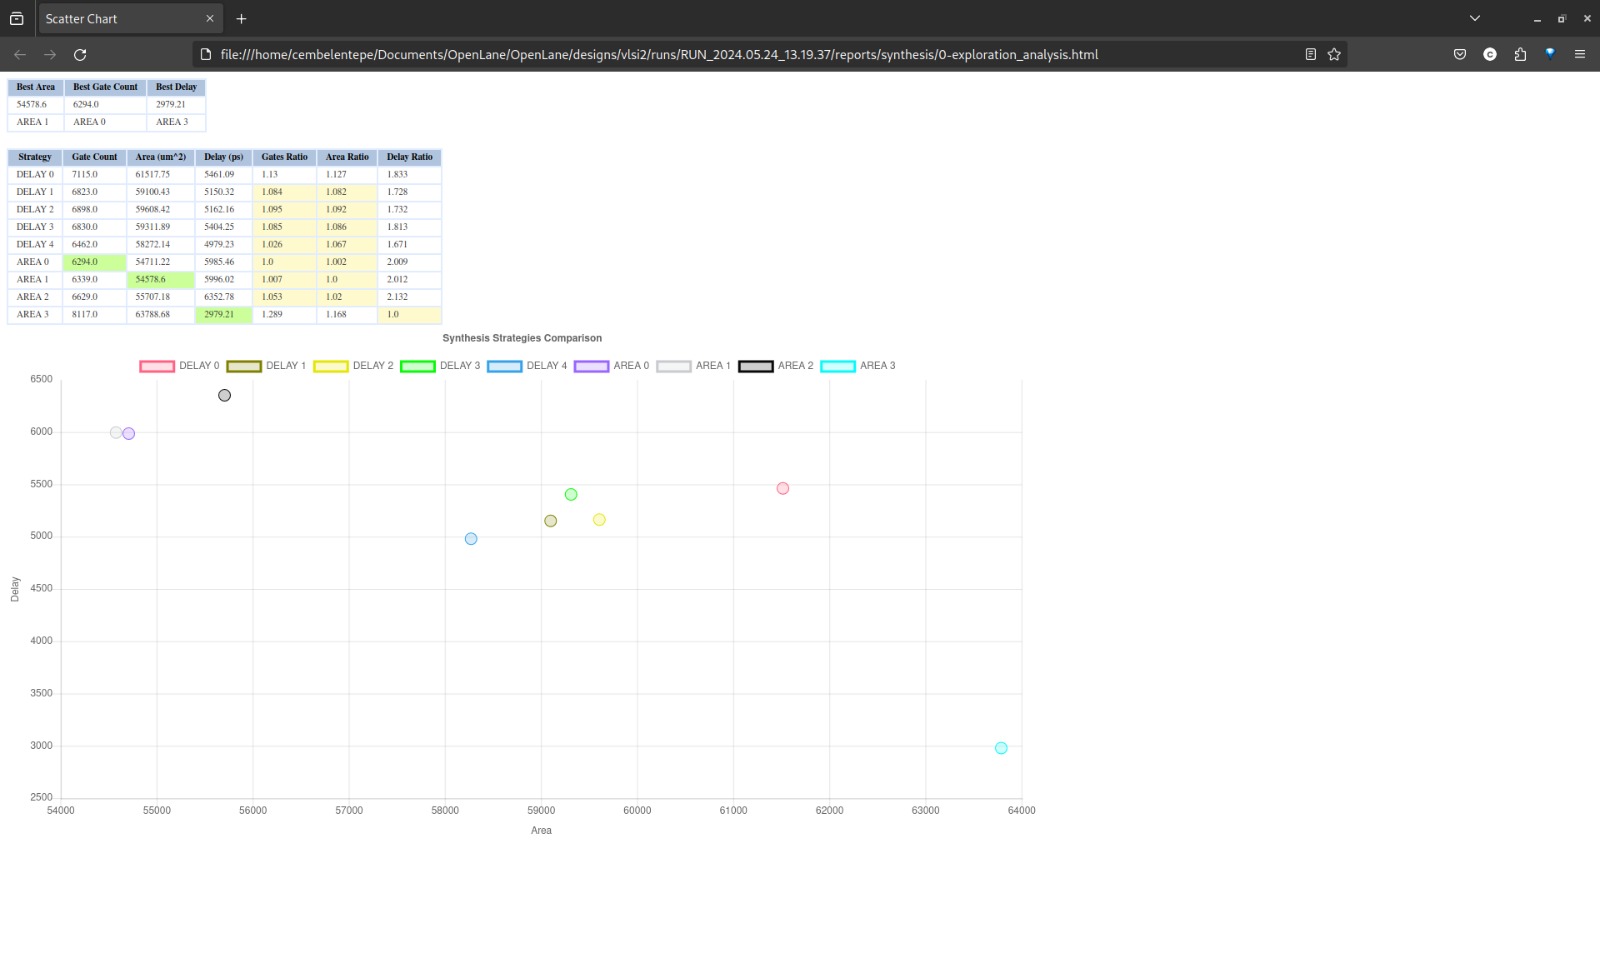 Scatter Chart
file:///home/cembelentepe/Documents/OpenLane/OpenLane/designs/vlsi2/runs/RUN_2024.05.24_13.19.37/reports/synthesis/0-exploration_analysis.html
Best Area Best Gate Count Best Delay
54578.6 6294.0 2979.21
AREA 1 AREA 0 AREA 3
Strategy Gate Count Area (um^2) Delay (ps) Gates Ratio Area Ratio Delay Ratio
DELAY 0 7115.0 61517.75 5461.09 1.13 1.127 1.833
DELAY 1 6823.0 59100.43 5150.32 1.084 1.082 1.728
DELAY 2 6898.0 59608.42 5162.16 1.095 1.092 1.732
DELAY 3 6830.0 59311.89 5404.25 1.085 1.086 1.813
DELAY 4 6462.0 58272.14 4979.23 1.026 1.067 1.671
AREA 0 6294.0 54711.22 5985.46 1.0 1.002 2.009
AREA 1 6339.0 54578.6 5996.02 1.007 1.0 2.012
AREA 2 6629.0 55707.18 6352.78 1.053 1.02 2.132
AREA 3 8117.0 63788.68 2979.21 1.289 1.168 1.0
Synthesis Strategies Comparison
DELAY 0 DELAY 1 DELAY 2 DELAY 3 DELAY 4 AREA 0 AREA 1 AREA 2 AREA 3
6500
6000
5500
5000
4500
4000
3500
3000
2500
Delay
54000 55000 56000 57000 58000 59000 60000 61000 62000 63000 64000
Area